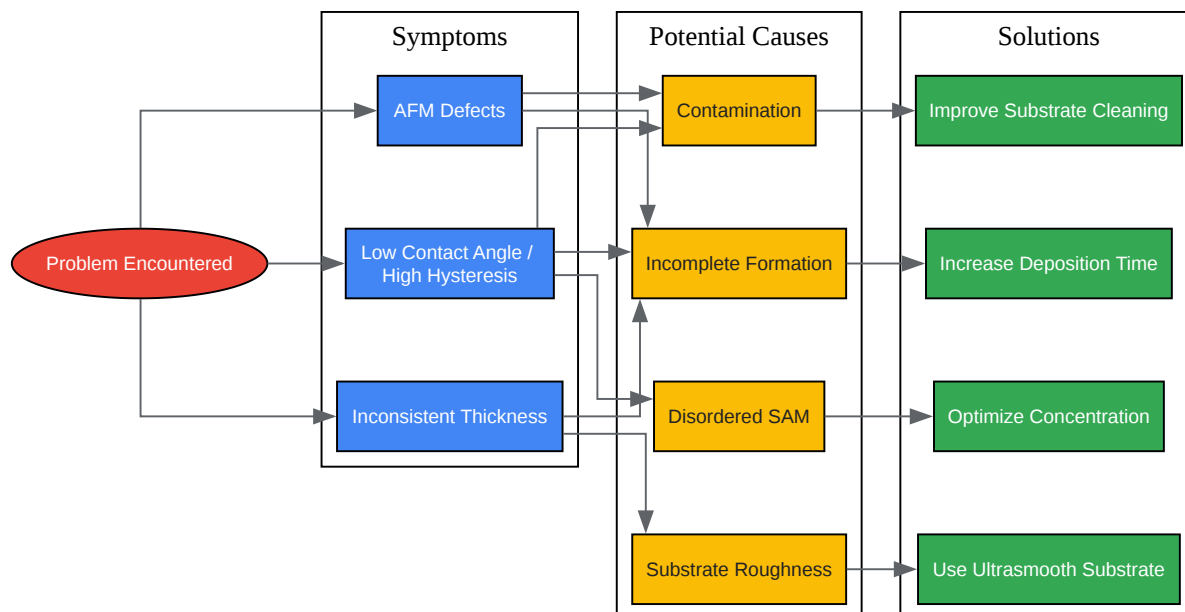 Symptoms
Potential Causes
Solutions
AFM Defects
Contamination
Improve Substrate Cleaning
Problem Encountered
Low Contact Angle /
High Hysteresis
Incomplete Formation
Increase Deposition Time
Inconsistent Thickness
Disordered SAM
Optimize Concentration
Substrate Roughness
Use Ultrasmooth Substrate